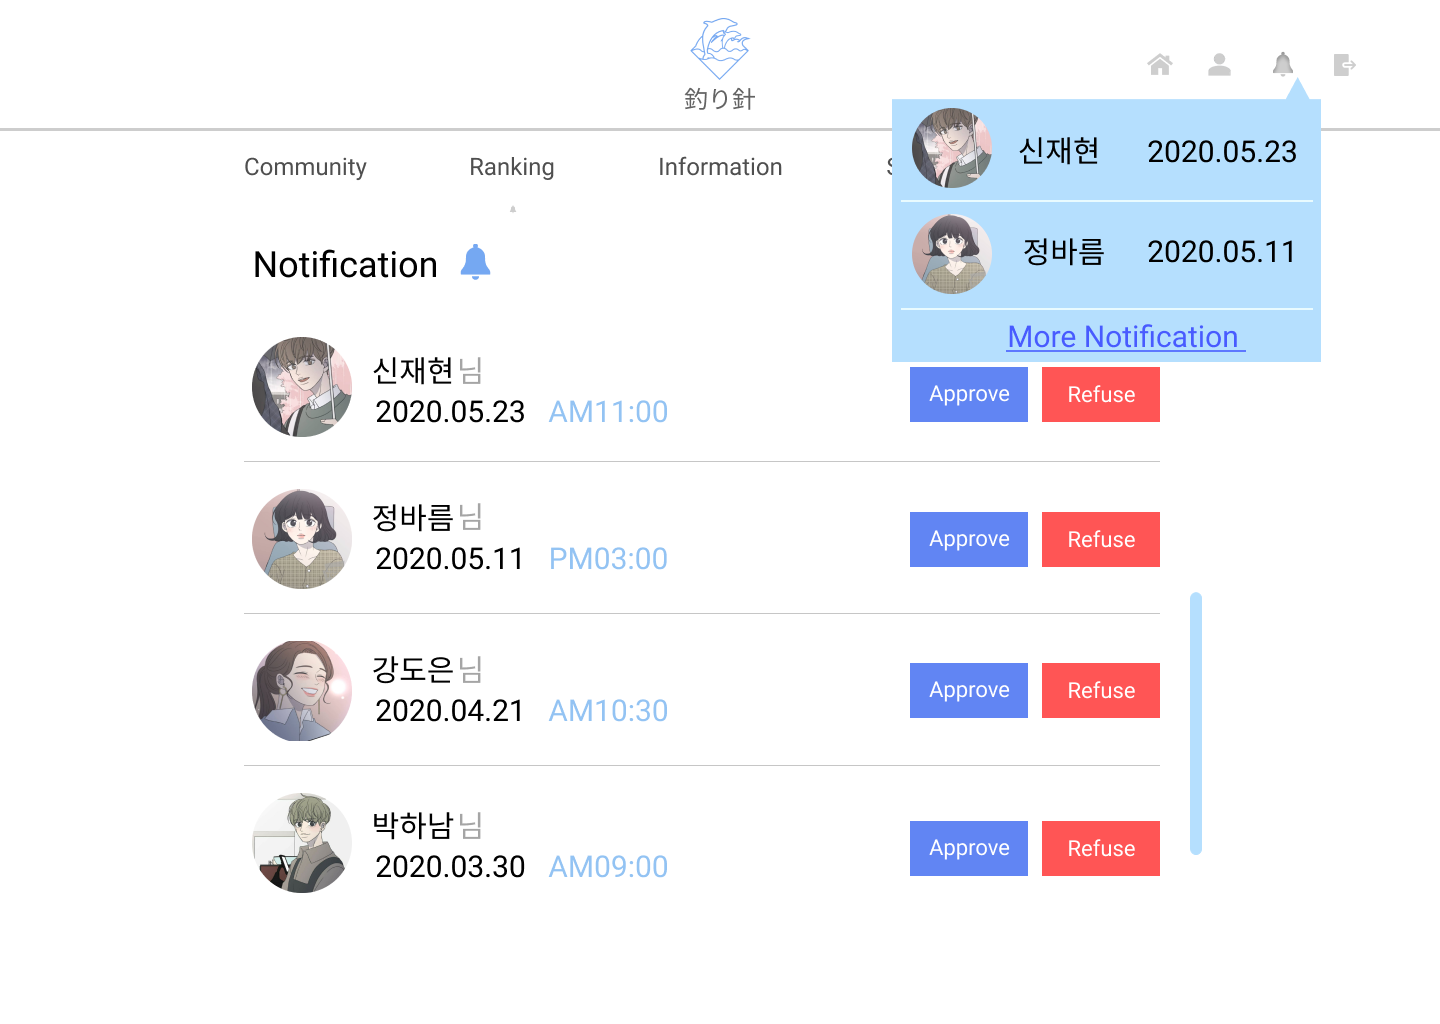 釣り針
신재현 2020.05.23
정바름 2020.05.11
More Notification
Community Ranking Information
Notification
신재현님
2020.05.23 AM11:00
Approve Refuse
정바름님
2020.05.11 PM03:00
Approve Refuse
강도은님
2020.04.21 AM10:30
Approve Refuse
박하남님
2020.03.30 AM09:00
Approve Refuse